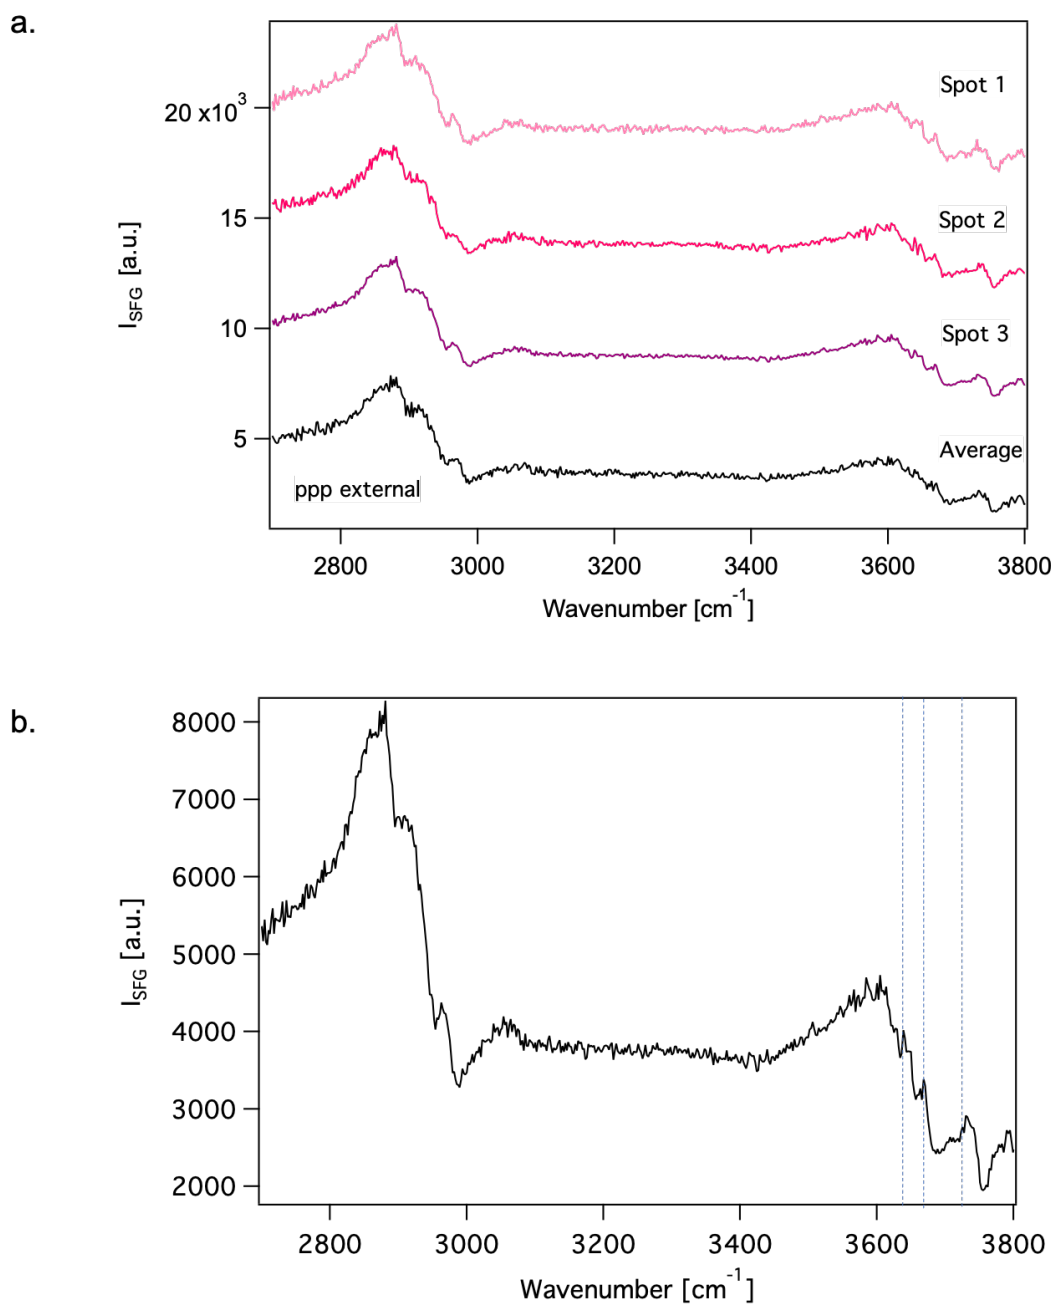 a.
20 x10³
15
10
5
I_SFG [a.u.]
Spot 1
Spot 2
Spot 3
Average
ppp external
2800 3000 3200 3400 3600 3800
Wavenumber [cm⁻¹]
b.
8000
7000
6000
5000
4000
3000
2000
I_SFG [a.u.]
2800 3000 3200 3400 3600 3800
Wavenumber [cm⁻¹]